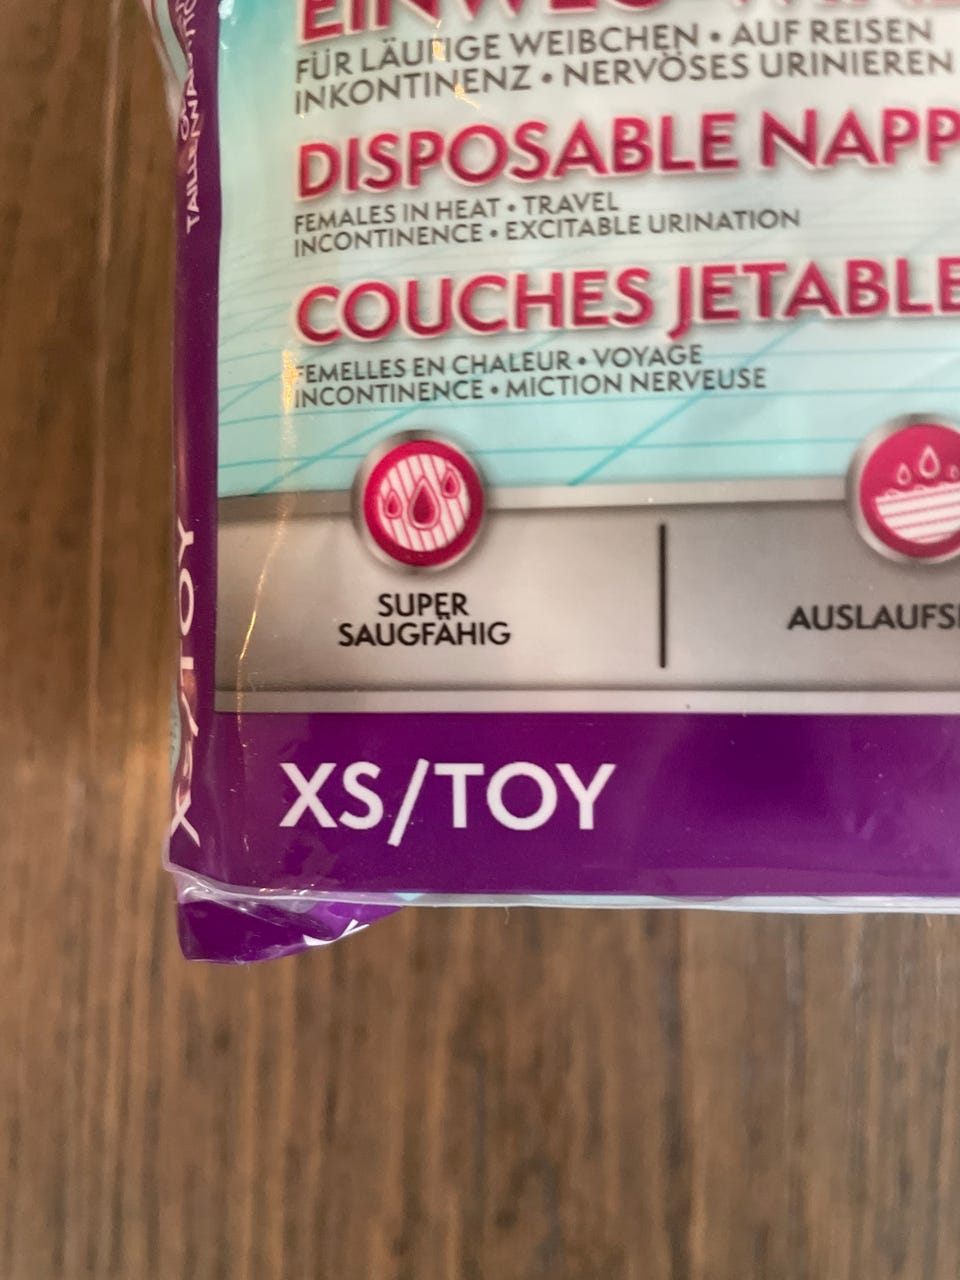 FÜR LÄUFIGE WEIBCHEN • AUF REISEN
INKONTINENZ • NERVÖSES URINIEREN
DISPOSABLE NAPP
FEMALES IN HEAT • TRAVEL
INCONTINENCE • EXCITABLE URINATION
COUCHES JETABLE
FEMELLES EN CHALEUR • VOYAGE
INCONTINENCE • MICTION NERVEUSE
SUPER
SAUGFÄHIG
AUSLAUFS
XS/TOY
XS/TOY